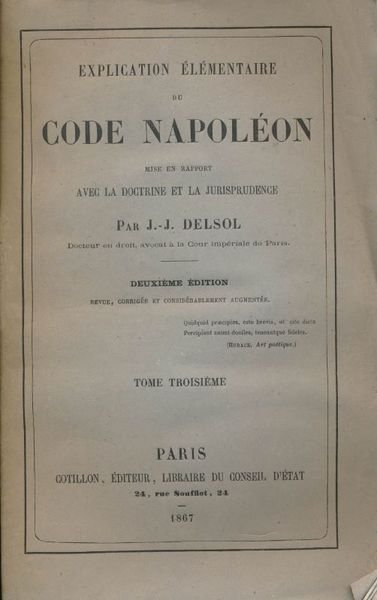 EXPLICATION ÉLÉMENTAIRE
DU
CODE NAPOLÉON
MISE EN RAPPORT
AVEC LA DOCTRINE ET LA JURISPRUDENCE
PAR J.-J. DELSOL
Docteur en droit, avocat à la Cour impériale de Paris.
DEUXIÈME ÉDITION
REVUE, CORRIGÉE ET CONSIDÉRABLEMENT AUGMENTÉE.
Quidquid præcipies, esto brevis, ut cito dicta
Percipiant animi dociles, teneantque fideles.
(HORACE, Art poétique.)
TOME TROISIÈME
PARIS
COTILLON, ÉDITEUR, LIBRAIRE DU CONSEIL D'ÉTAT
24, rue Soufflot, 24
1867